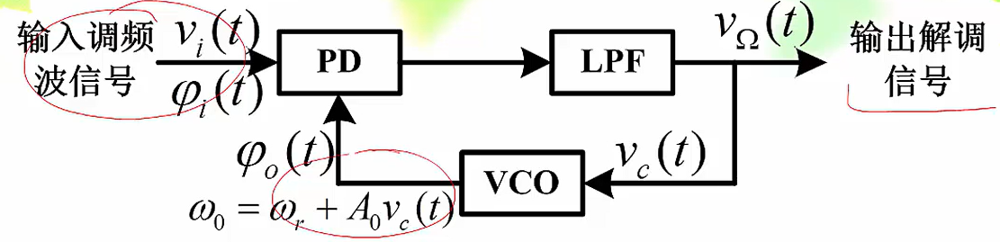 输入调频
波信号
v_i(t)
φ_i(t)
PD
LPF
v_Ω(t)
输出解调
信号
φ_o(t)
VCO
v_c(t)
ω_0 = ω_r + A_0 v_c(t)